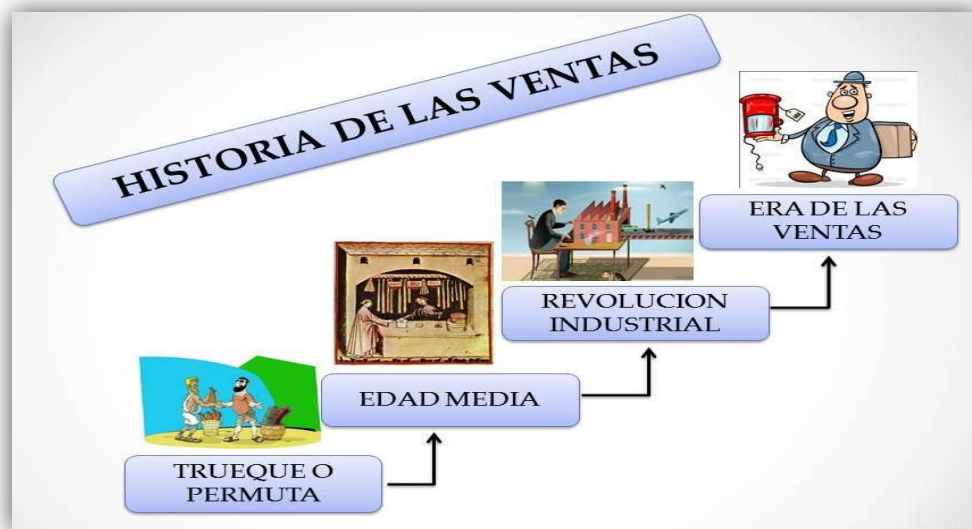 HISTORIA DE LAS VENTAS
ERA DE LAS
VENTAS
REVOLUCION
INDUSTRIAL
EDAD MEDIA
TRUEQUE O
PERMUTA